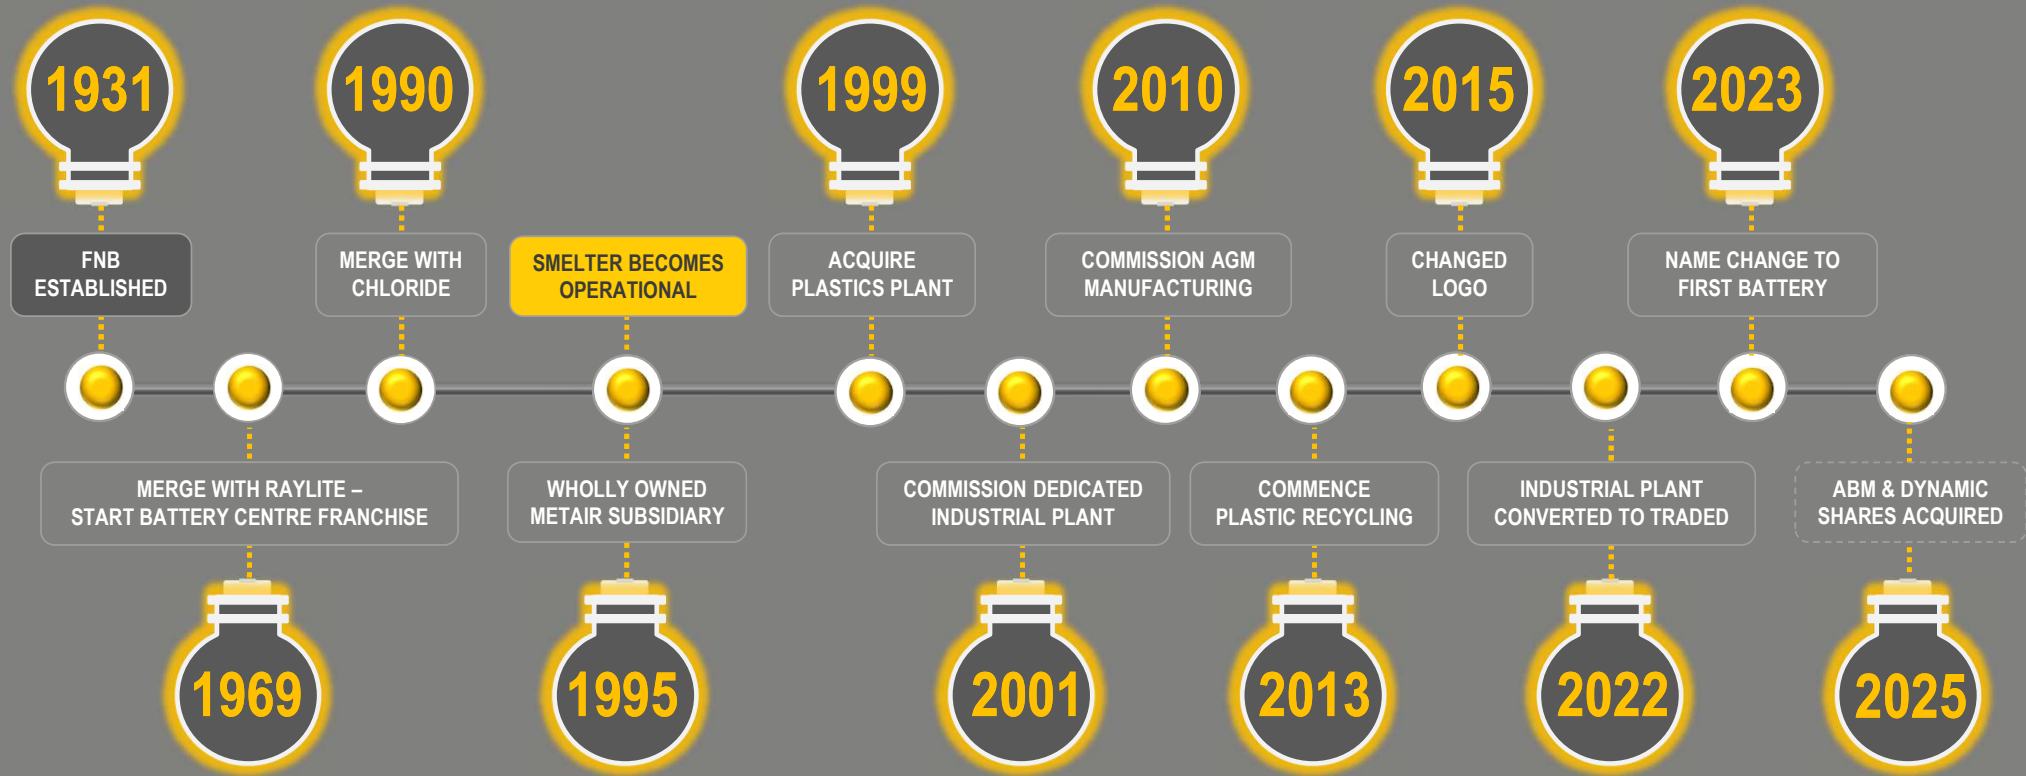 1931
1990
1999
2010
2015
2023
FNB
ESTABLISHED
MERGE WITH
CHLORIDE
SMELTER BECOMES
OPERATIONAL
ACQUIRE
PLASTICS PLANT
COMMISSION AGM
MANUFACTURING
CHANGED
LOGO
NAME CHANGE TO
FIRST BATTERY
MERGE WITH RAYLITE –
START BATTERY CENTRE FRANCHISE
WHOLLY OWNED
METAIR SUBSIDIARY
COMMISSION DEDICATED
INDUSTRIAL PLANT
COMMENCE
PLASTIC RECYCLING
INDUSTRIAL PLANT
CONVERTED TO TRADED
ABM & DYNAMIC
SHARES ACQUIRED
1969
1995
2001
2013
2022
2025